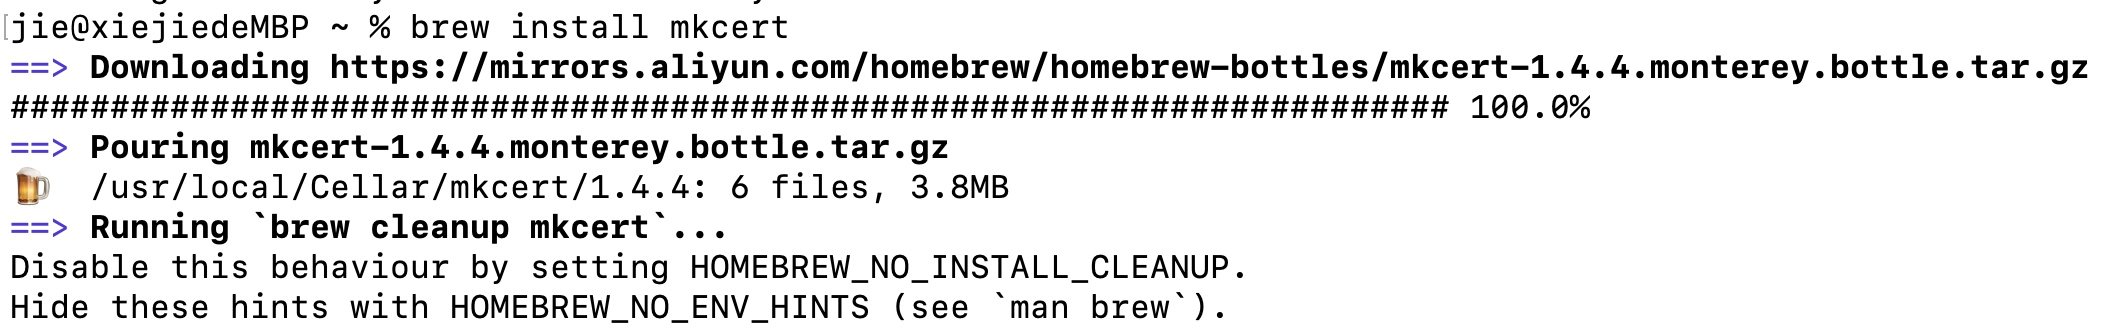 jie@xiejiedeMBP ~ % brew install mkcert
==> Downloading https://mirrors.aliyun.com/homebrew/homebrew-bottles/mkcert-1.4.4.monterey.bottle.tar.gz
######################################################################## 100.0%
==> Pouring mkcert-1.4.4.monterey.bottle.tar.gz
🍺  /usr/local/Cellar/mkcert/1.4.4: 6 files, 3.8MB
==> Running `brew cleanup mkcert`...
Disable this behaviour by setting HOMEBREW_NO_INSTALL_CLEANUP.
Hide these hints with HOMEBREW_NO_ENV_HINTS (see `man brew`).